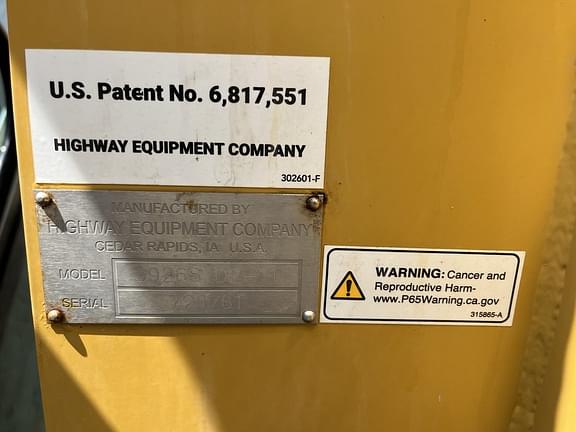 U.S. Patent No. 6,817,551
HIGHWAY EQUIPMENT COMPANY
302601-F
MANUFACTURED BY
HIGHWAY EQUIPMENT COMPANY
CEDAR RAPIDS, IA U.S.A.
MODEL
SERIAL
WARNING: Cancer and
Reproductive Harm-
www.P65Warning.ca.gov
315865-A